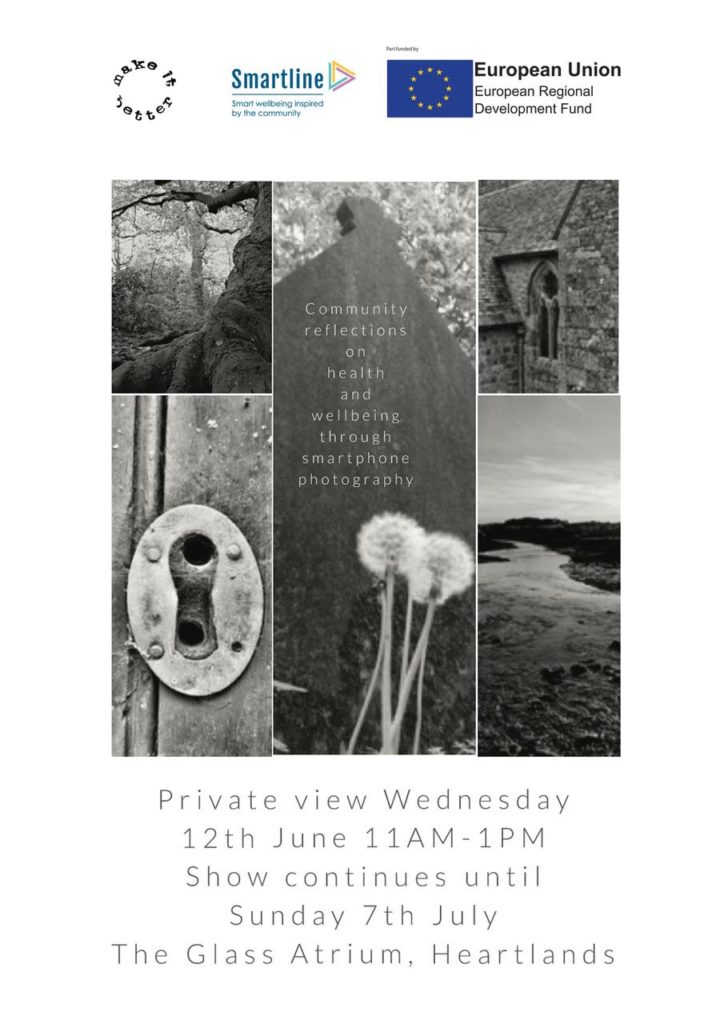 make it
better
Smartline
Smart wellbeing inspired
by the community
Part funded by
European Union
European Regional
Development Fund
Community
reflections
on
health
and
wellbeing
through
smartphone
photography
Private view Wednesday
12th June 11AM-1PM
Show continues until
Sunday 7th July
The Glass Atrium, Heartlands